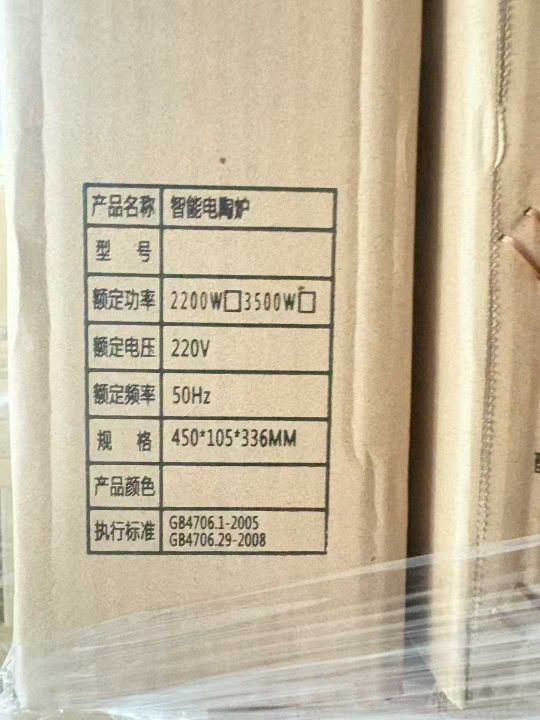 产品名称 智能电陶炉
型 号
额定功率 2200W□3500W□
额定电压 220V
额定频率 50Hz
规 格 450*105*336MM
产品颜色
执行标准 GB4706.1-2005
GB4706.29-2008